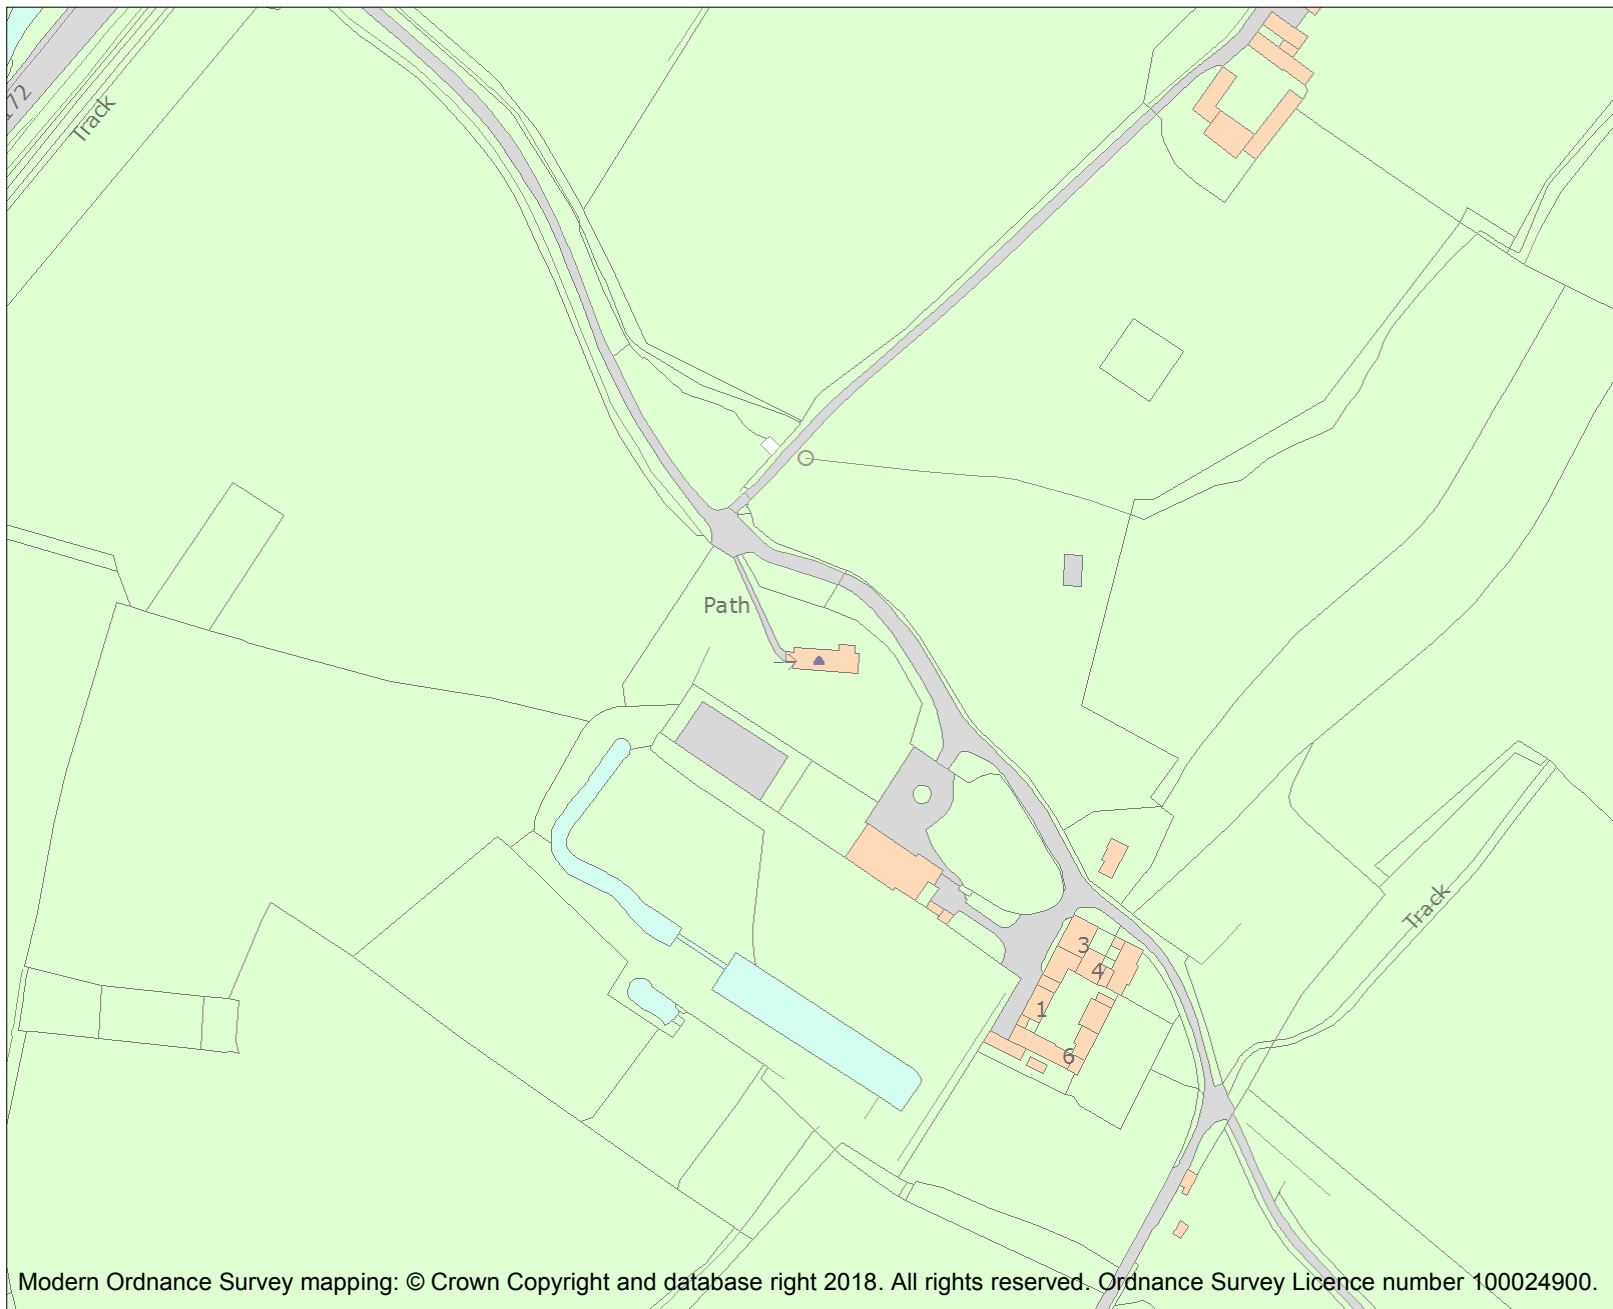 172
Track
Path
Track
3
4
1
6
Modern Ordnance Survey mapping: © Crown Copyright and database right 2018. All rights reserved. Ordnance Survey Licence number 100024900.